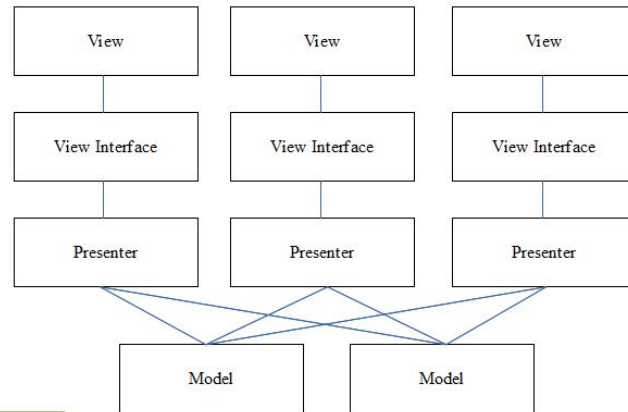 View View View
View Interface View Interface View Interface
Presenter Presenter Presenter
Model Model